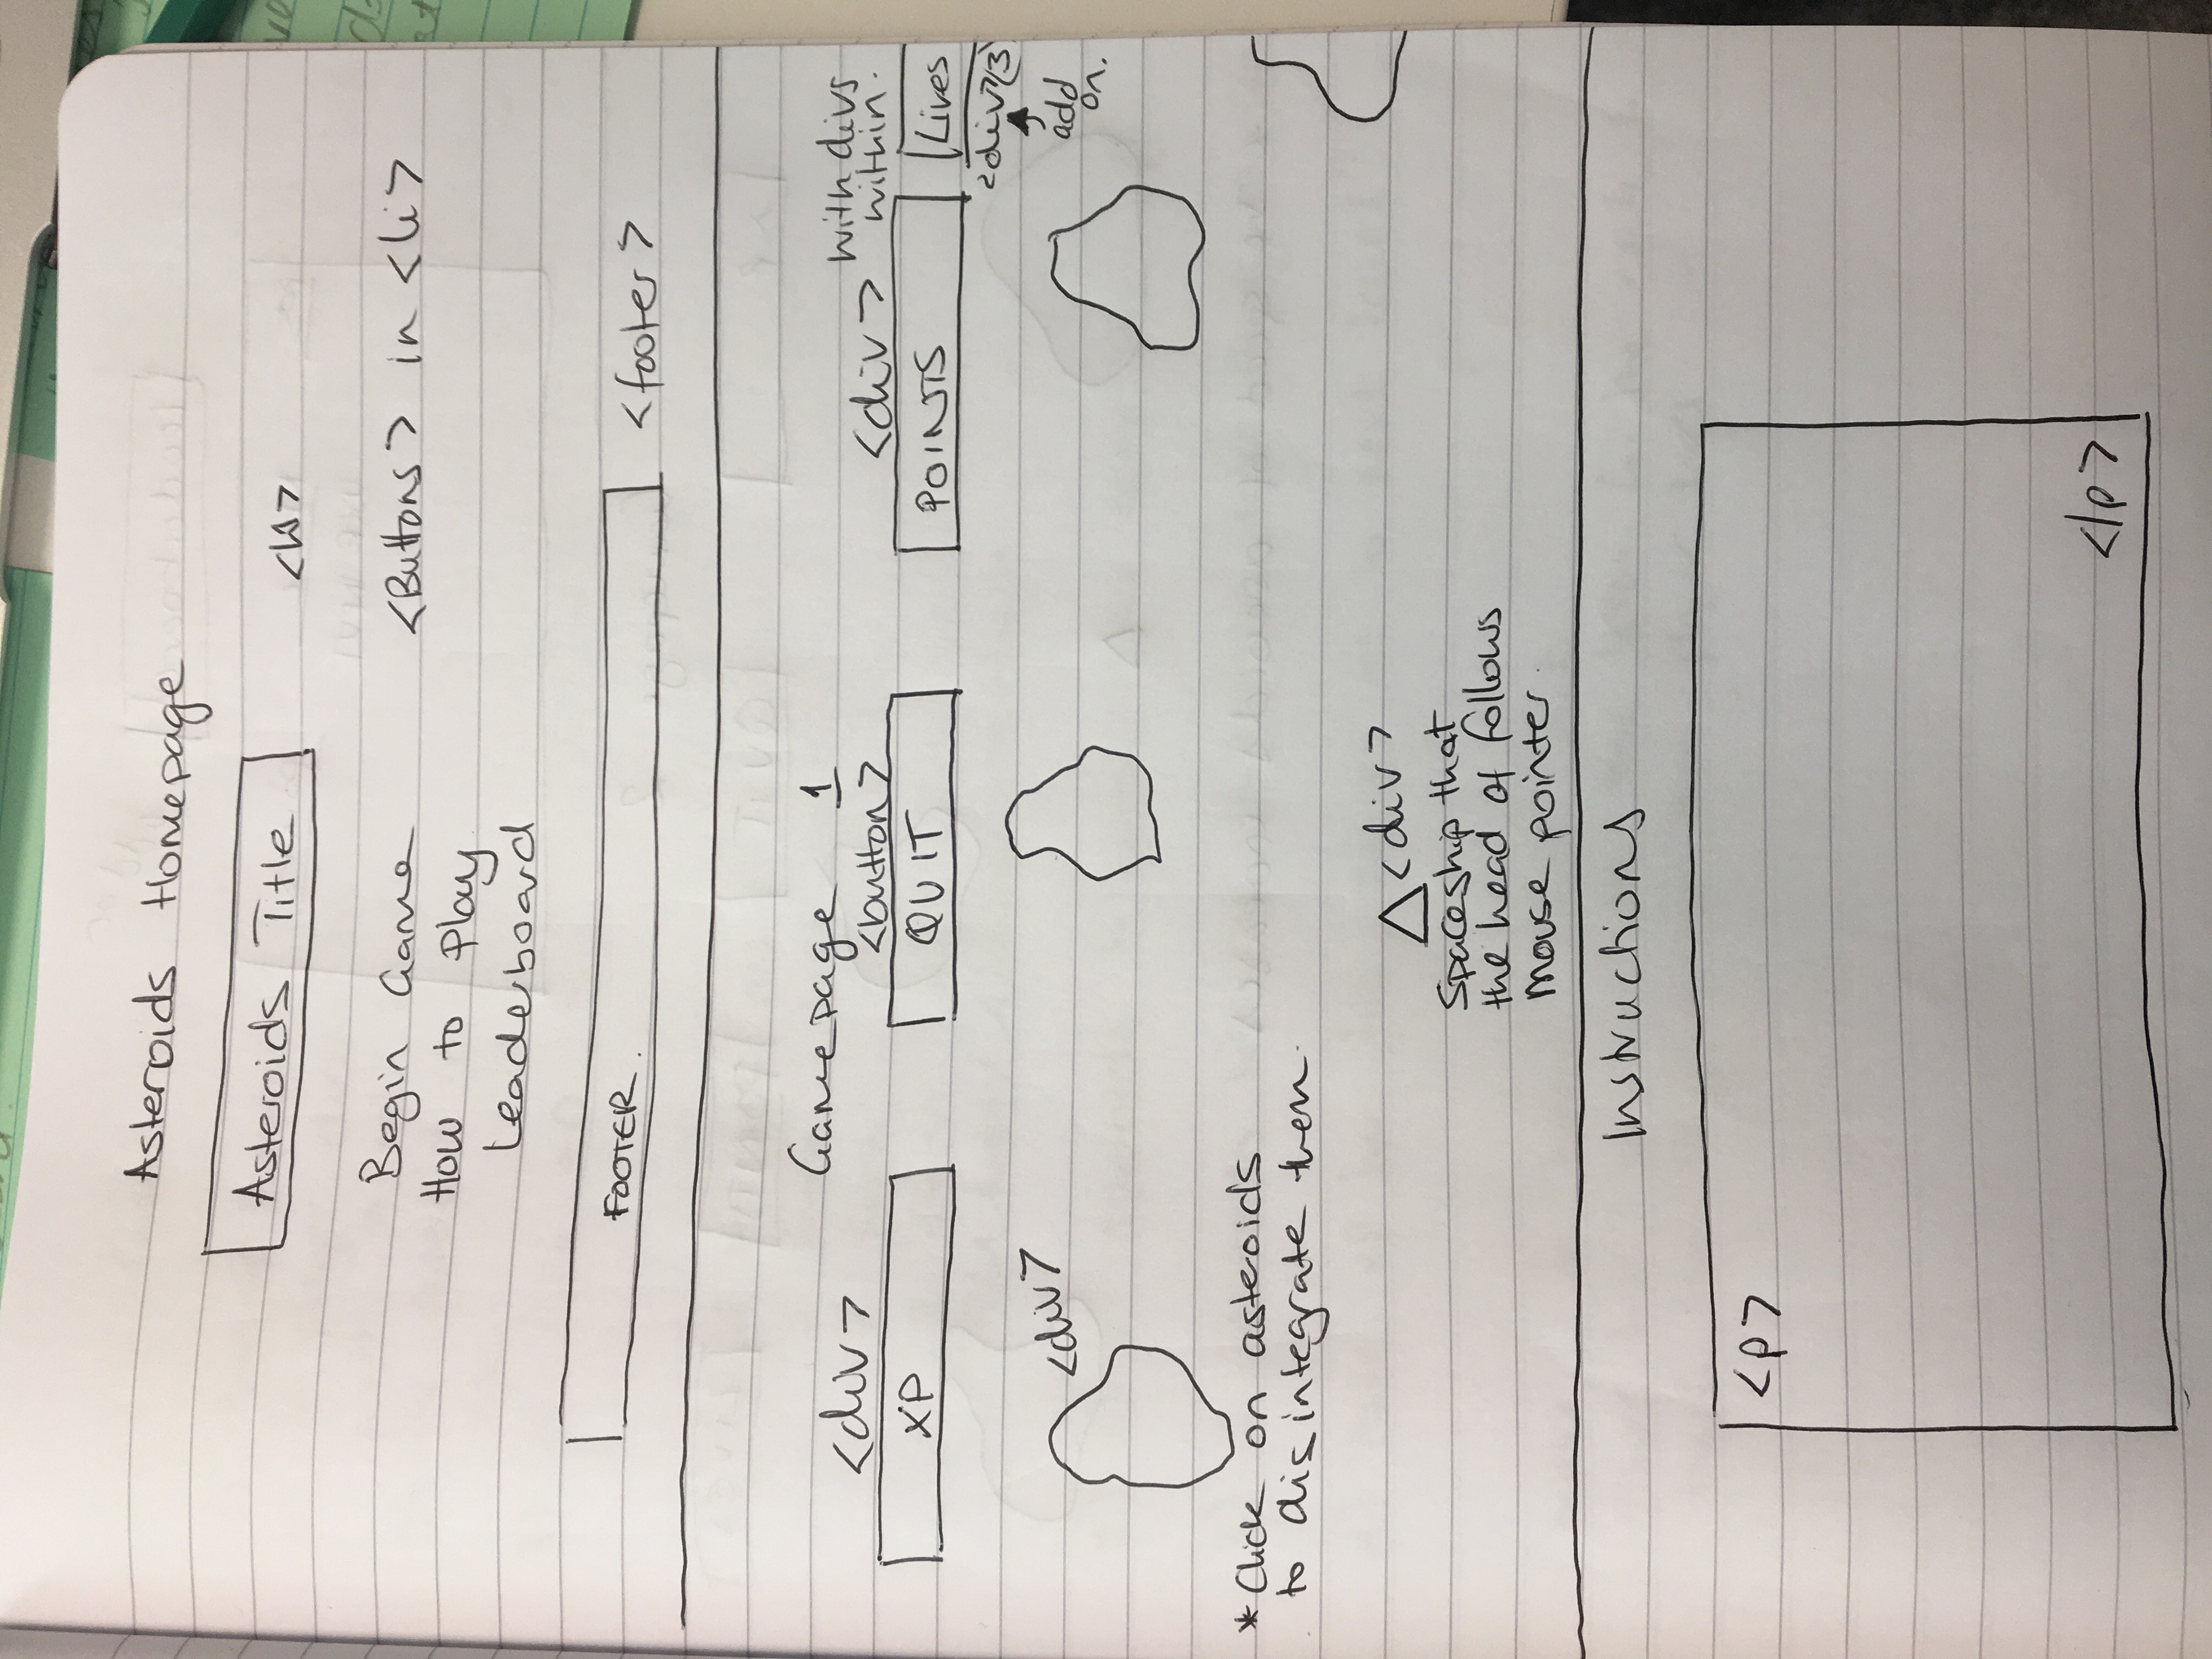 Asteroids Homepage
Asteroids Title
Begin Game
<Buttons> in <li>
How to Play
Leaderboard
FOOTER.
<footer>
Gamepage 1
<div>
<button>
<div> with divs
within.
XP
QUIT
POINTS
Lives
<div>(3)
add
on.
<div>
* Click on asteroids
to disintegrate them.
<div>
Spaceship that
the head of follows
mouse pointer.
Instructions
<p>
</p>